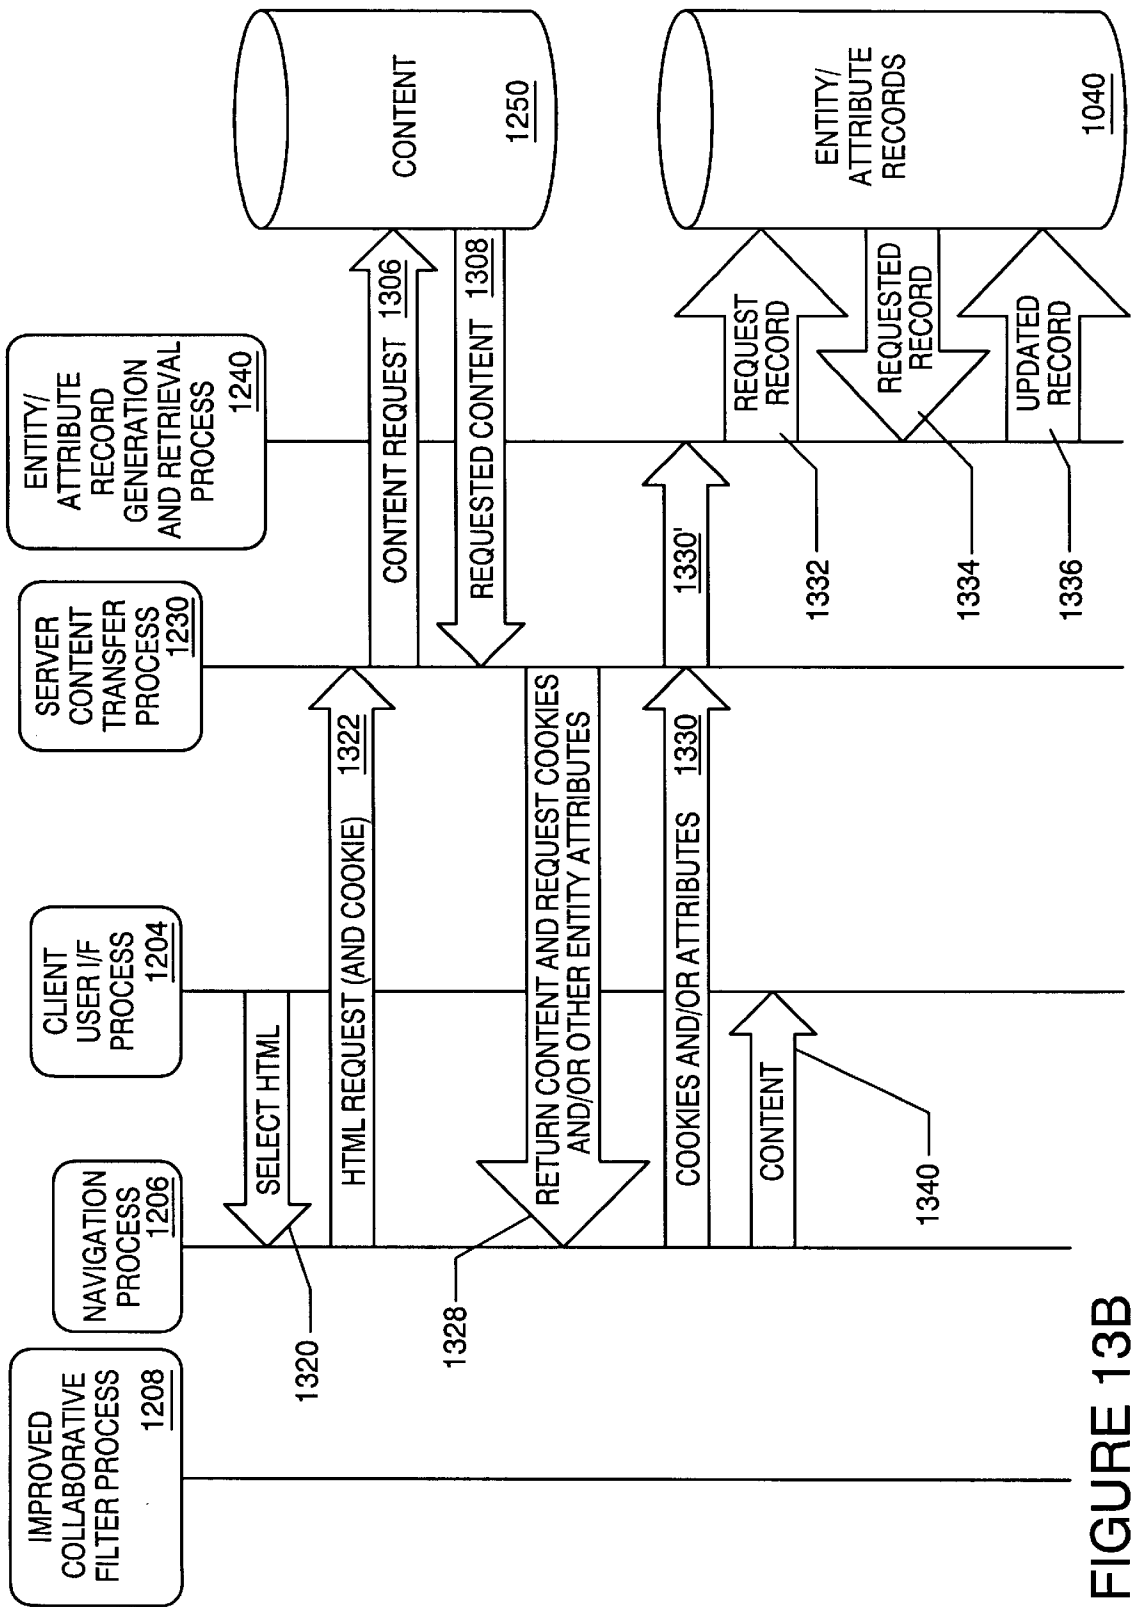 IMPROVED
COLLABORATIVE
FILTER PROCESS
1208
NAVIGATION
PROCESS
1206
CLIENT
USER I/F
PROCESS
1204
SERVER
CONTENT
TRANSFER
PROCESS
1230
ENTITY/
ATTRIBUTE
RECORD
GENERATION
AND RETRIEVAL
PROCESS
1240
SELECT HTML
1320
HTML REQUEST (AND COOKIE) 1322
CONTENT REQUEST 1306
REQUESTED CONTENT 1308
CONTENT
1250
RETURN CONTENT AND REQUEST COOKIES
AND/OR OTHER ENTITY ATTRIBUTES
1328
COOKIES AND/OR ATTRIBUTES 1330
1330'
CONTENT
1340
REQUEST
RECORD
1332
REQUESTED
RECORD
1334
UPDATED
RECORD
1336
ENTITY/
ATTRIBUTE
RECORDS
1040
FIGURE 13B